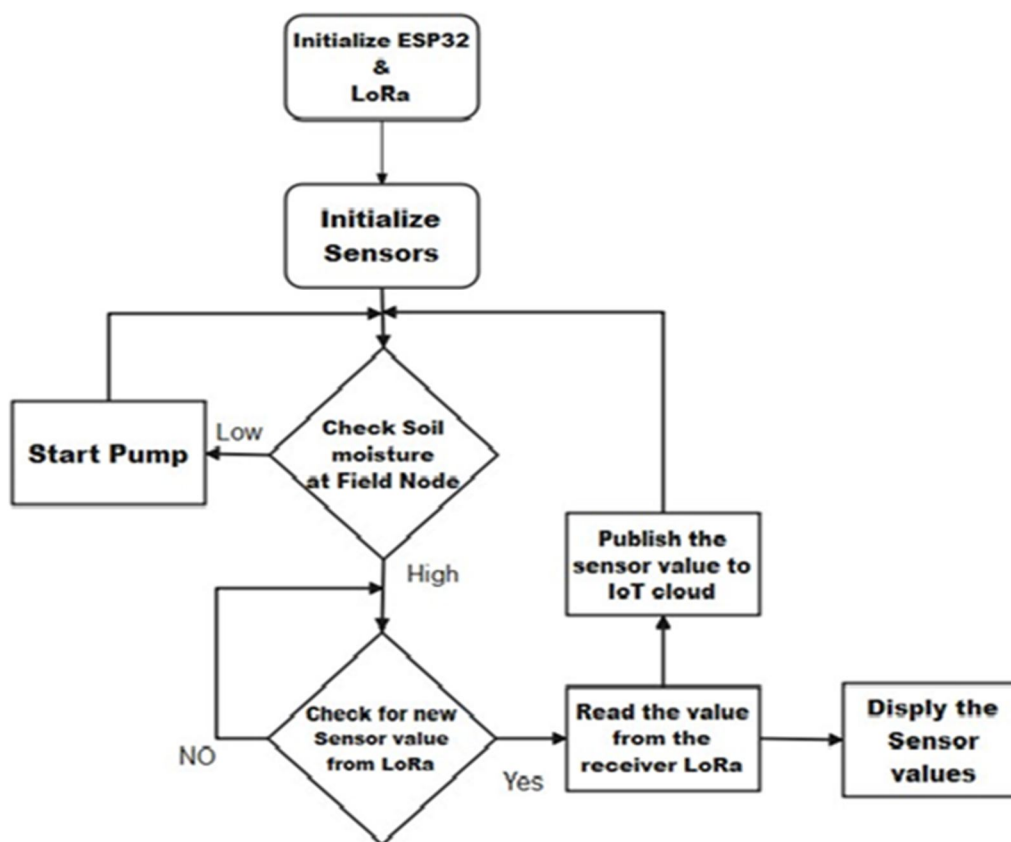 Initialize ESP32
&
LoRa
Initialize
Sensors
Check Soil
moisture
at Field Node
Low
Start Pump
High
Check for new
Sensor value
from LoRa
NO
Yes
Read the value
from the
receiver LoRa
Publish the
sensor value to
IoT cloud
Disply the
Sensor
values